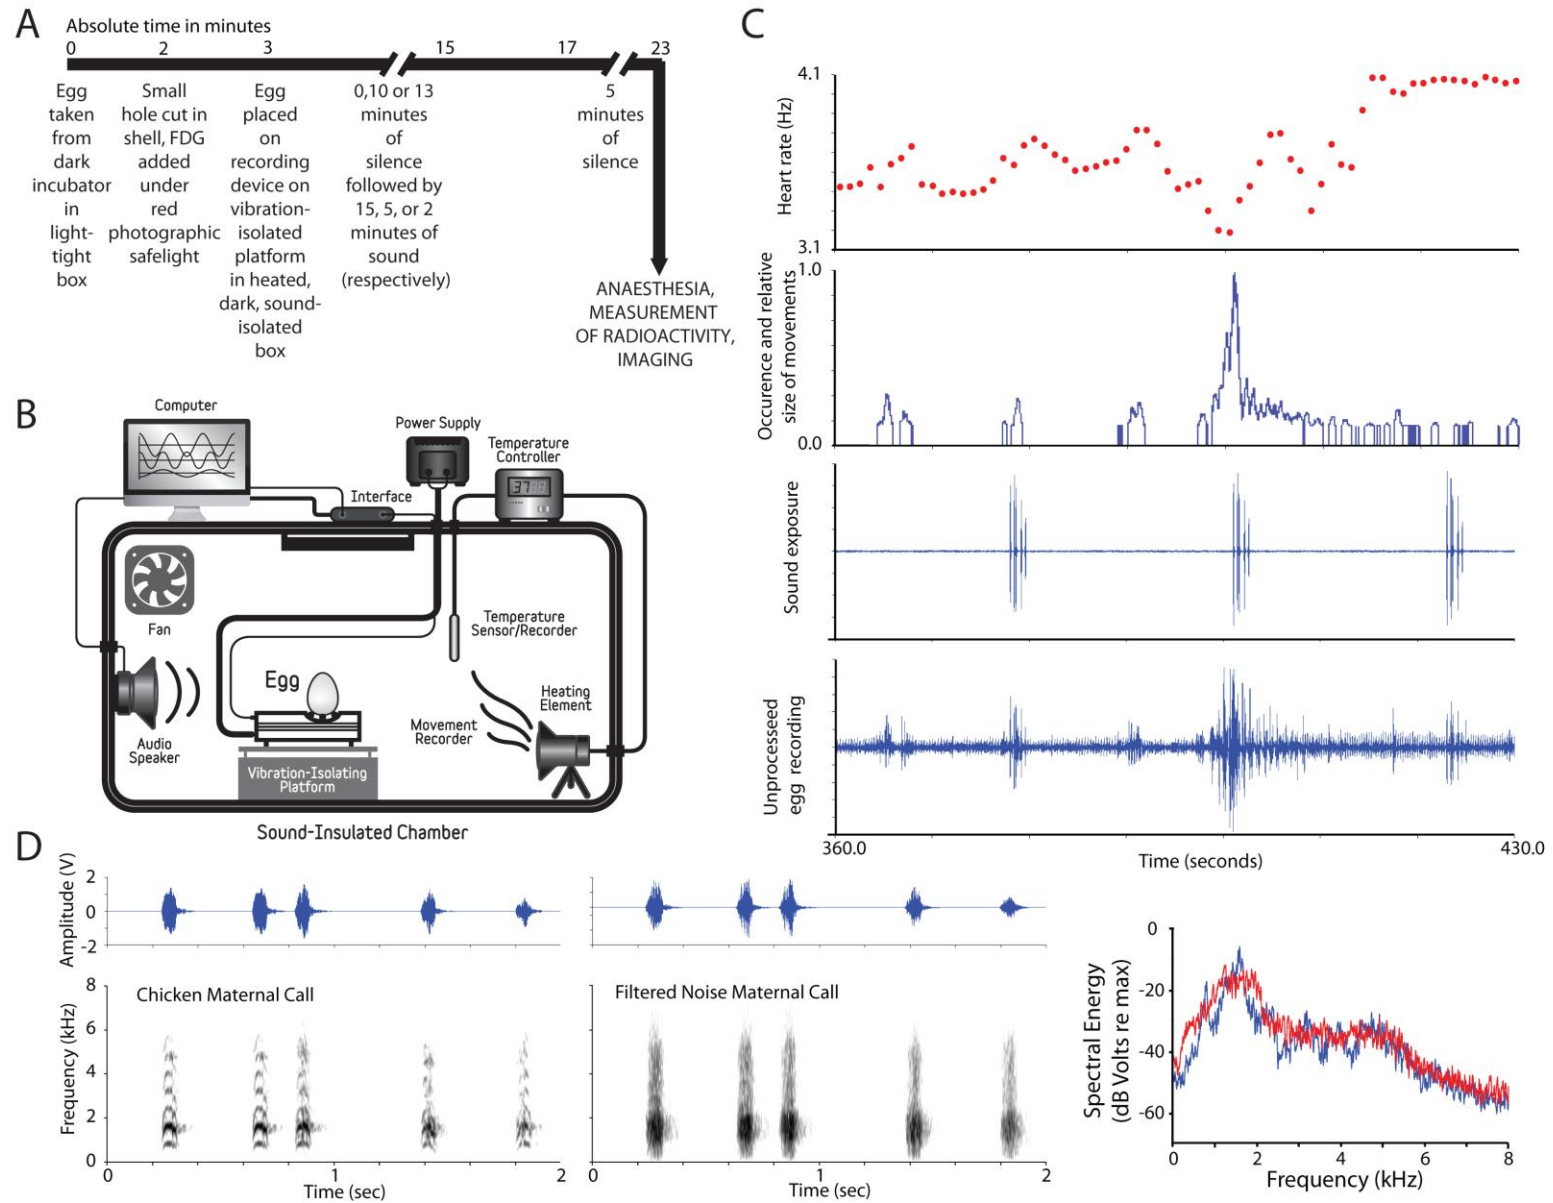 A
Absolute time in minutes
0 2 3 15 17 23
Egg
taken
from
dark
incubator
in
light-
tight
box
Small
hole cut in
shell, FDG
added
under
red
photographic
safelight
Egg
placed
on
recording
device on
vibration-
isolated
platform
in heated,
dark, sound-
isolated
box
0,10 or 13
minutes
of
silence
followed by
15, 5, or 2
minutes of
sound
(respectively)
5
minutes
of
silence
ANAESTHESIA,
MEASUREMENT
OF RADIOACTIVITY,
IMAGING
B
Computer
Interface
Power Supply
Temperature
Controller
37
Fan
Temperature
Sensor/Recorder
Egg
Heating
Element
Movement
Recorder
Audio
Speaker
Vibration-Isolating
Platform
Sound-Insulated Chamber
C
4.1
Heart rate (Hz)
3.1
1.0
Occurence and relative
size of movements
0.0
Sound exposure
Unprocesseed
egg recording
360.0
430.0
Time (seconds)
D
Amplitude (V)
2
0
-2
Frequency (kHz)
8
6
4
2
0
Chicken Maternal Call
0 1 2
Time (sec)
Filtered Noise Maternal Call
0 1 2
Time (sec)
Spectral Energy
(dB Volts re max)
0
-20
-40
-60
0 2 4 6 8
Frequency (kHz)